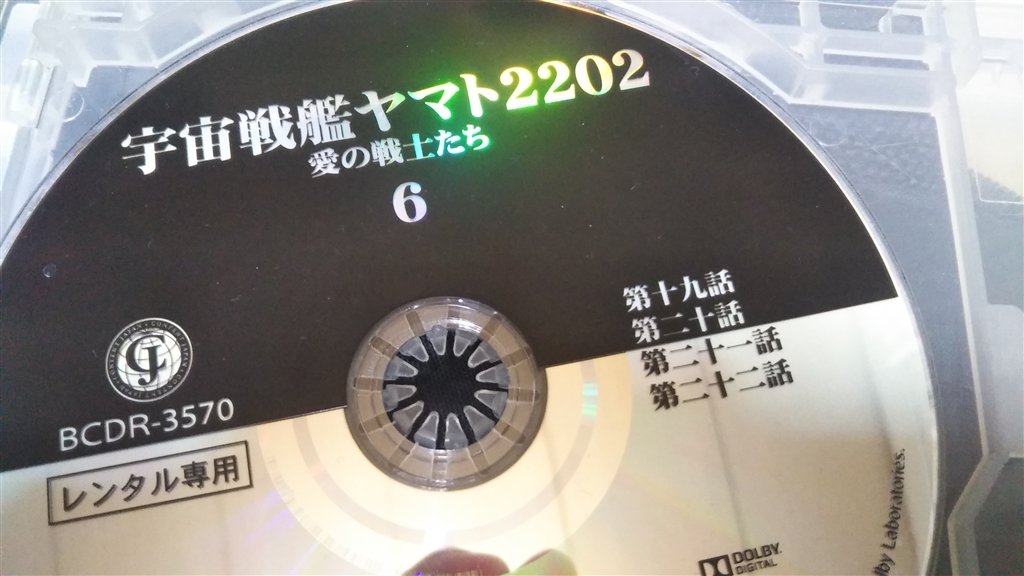 宇宙戦艦ヤマト2202
愛の戦士たち
6
第十九話
第二十話
第二十一話
第二十二話
BCDR-3570
レンタル専用
DOLBY
DIGITAL
lby Laboratories.